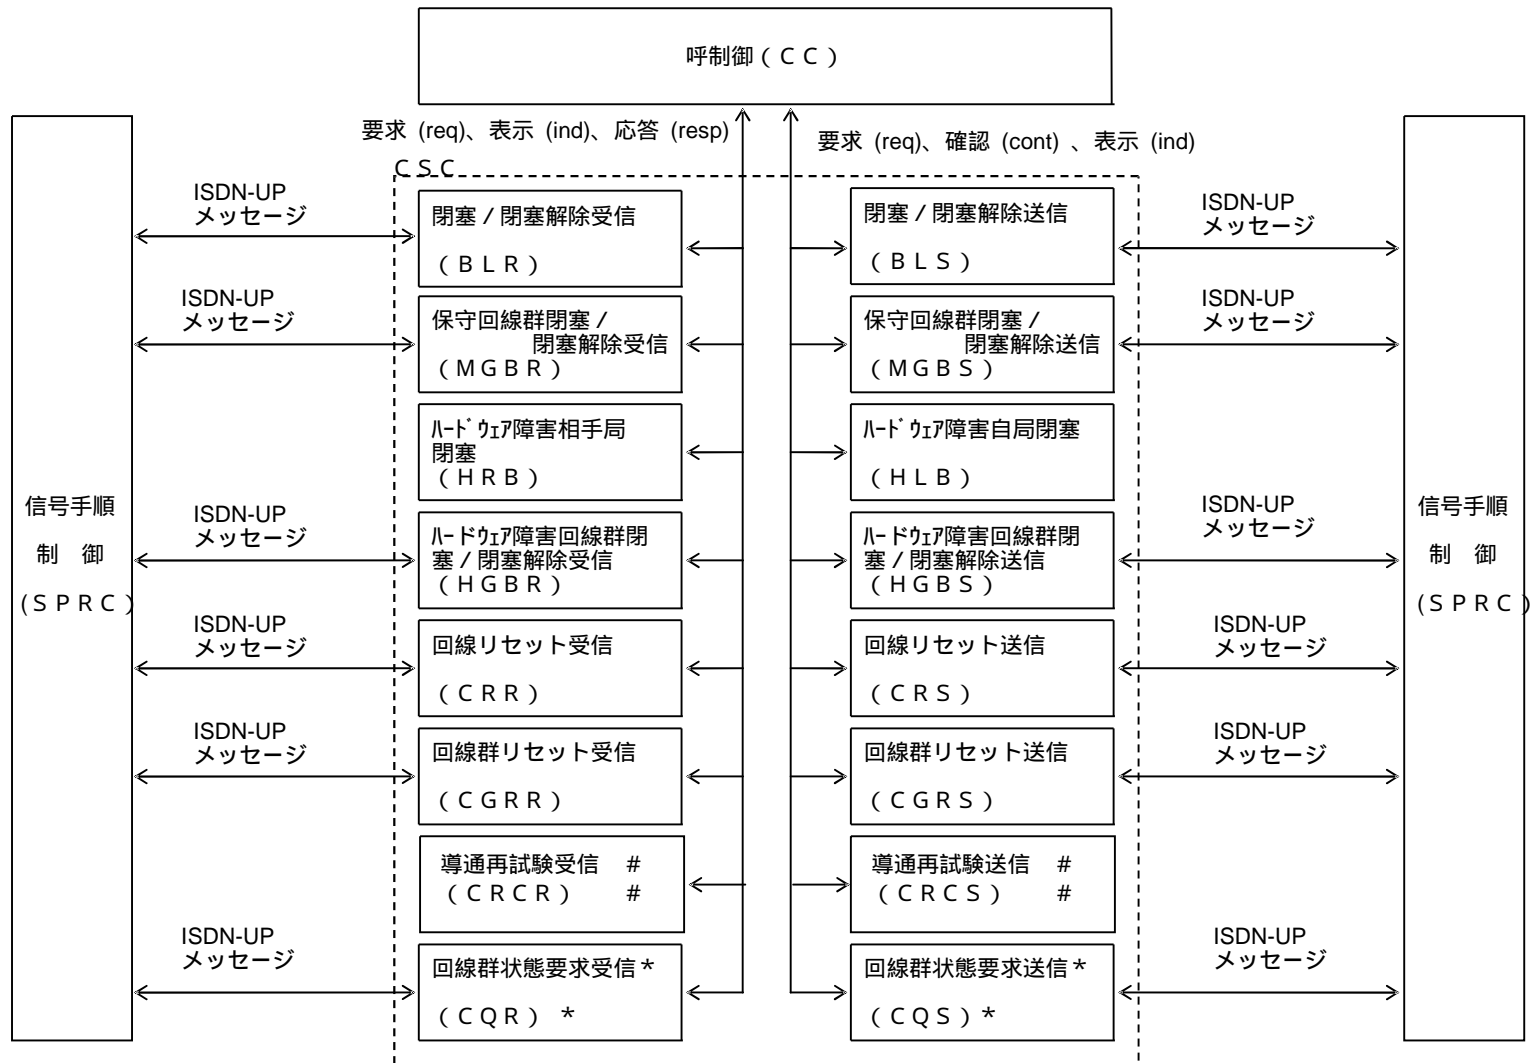 呼制御(CC)
要求 (req)、表示 (ind)、応答 (resp)
要求 (req)、確認 (cont) 、表示 (ind)
CSC
ISDN-UP
メッセージ
閉塞/閉塞解除受信
(BLR)
閉塞/閉塞解除送信
(BLS)
ISDN-UP
メッセージ
ISDN-UP
メッセージ
保守回線群閉塞/
閉塞解除受信
(MGBR)
保守回線群閉塞/
閉塞解除送信
(MGBS)
ISDN-UP
メッセージ
ハードウェア障害相手局
閉塞
(HRB)
ハードウェア障害自局閉塞
(HLB)
信号手順
制 御
(SPRC)
ISDN-UP
メッセージ
ハードウェア障害回線群閉
塞/閉塞解除受信
(HGBR)
ハードウェア障害回線群閉
塞/閉塞解除送信
(HGBS)
ISDN-UP
メッセージ
信号手順
制 御
(SPRC)
ISDN-UP
メッセージ
回線リセット受信
(CRR)
回線リセット送信
(CRS)
ISDN-UP
メッセージ
ISDN-UP
メッセージ
回線群リセット受信
(CGRR)
回線群リセット送信
(CGRS)
ISDN-UP
メッセージ
導通再試験受信 #
(CRCR) #
導通再試験送信 #
(CRCS) #
ISDN-UP
メッセージ
回線群状態要求受信*
(CQR) *
回線群状態要求送信*
(CQS)*
ISDN-UP
メッセージ